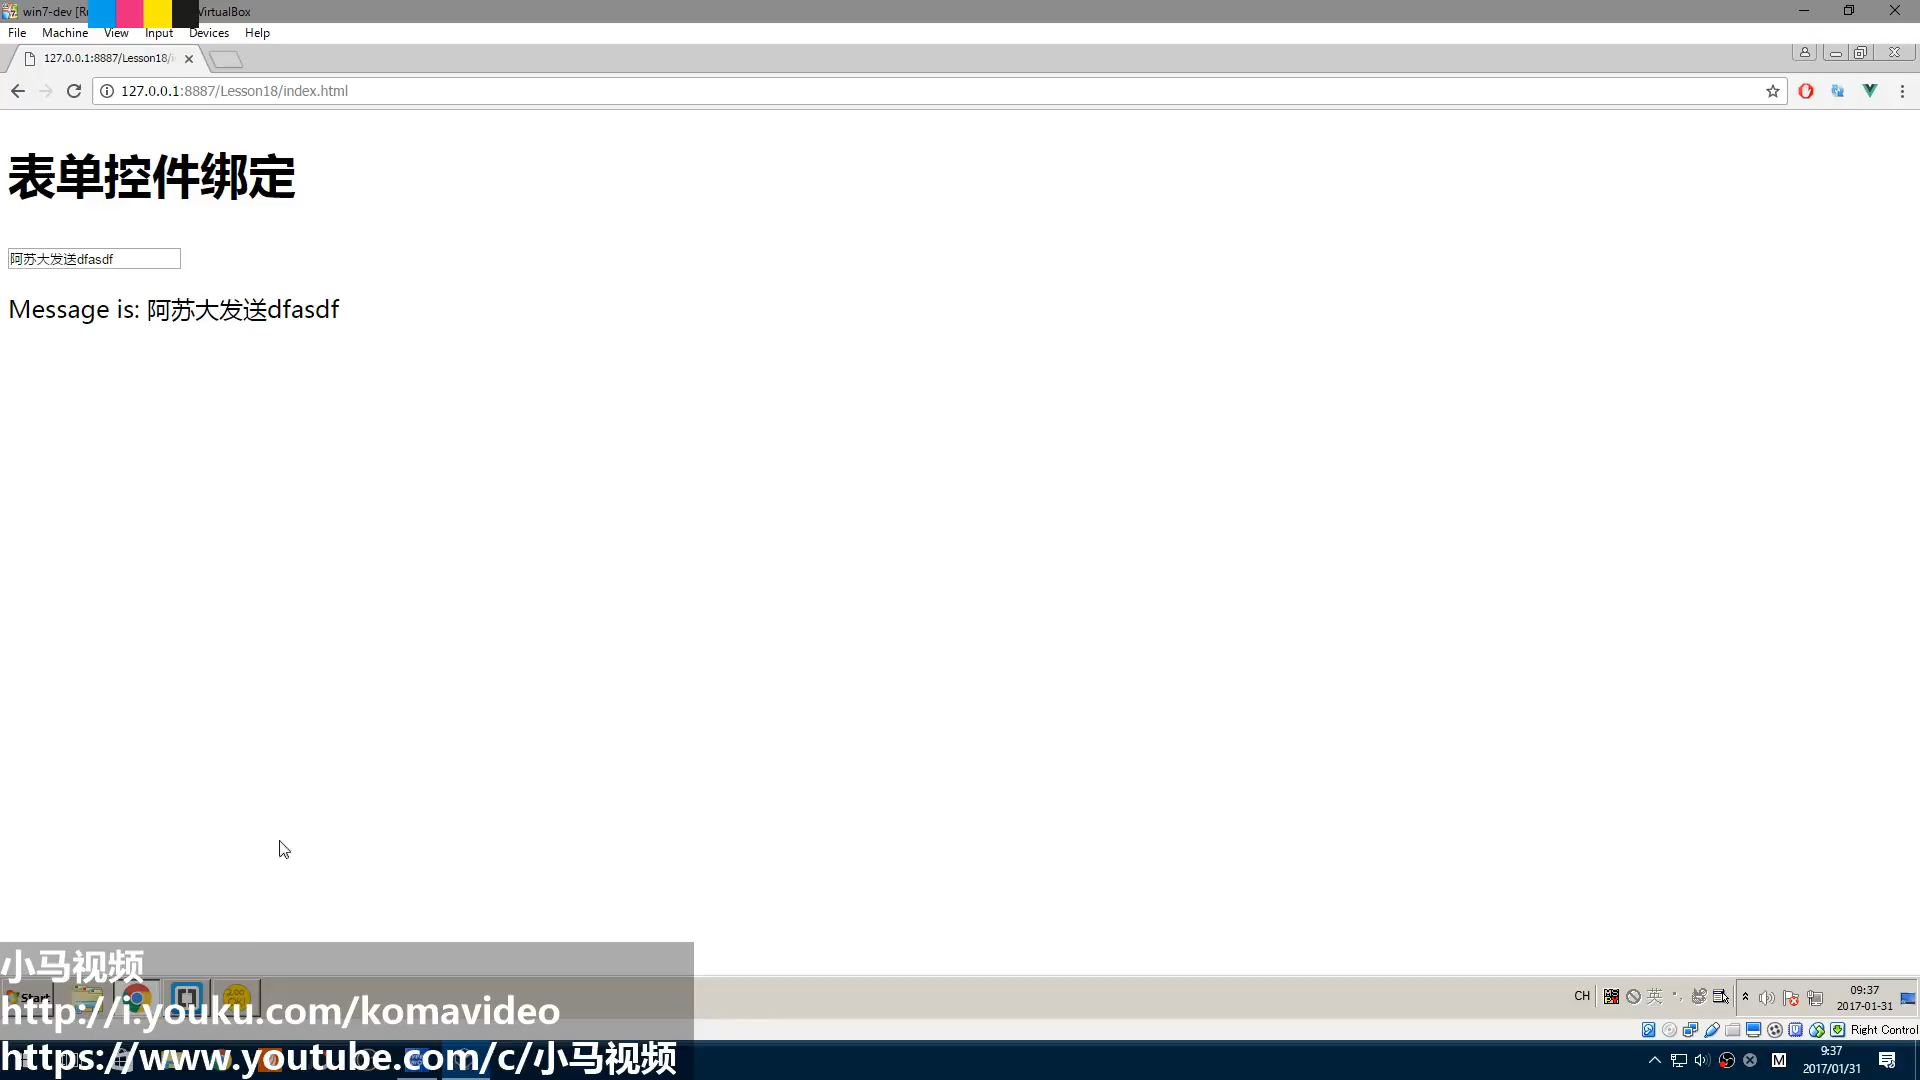 win7-dev [R
VirtualBox
File Machine View Input Devices Help
127.0.0.1:8887/Lesson18/i
127.0.0.1:8887/Lesson18/index.html
表单控件绑定
阿苏大发送dfasdf
Message is: 阿苏大发送dfasdf
小马视频
Start
http://i.youku.com/komavideo
https://www.youtube.com/c/小马视频
CH
英
09:37
2017-01-31
Right Control
M
9:37
2017/01/31